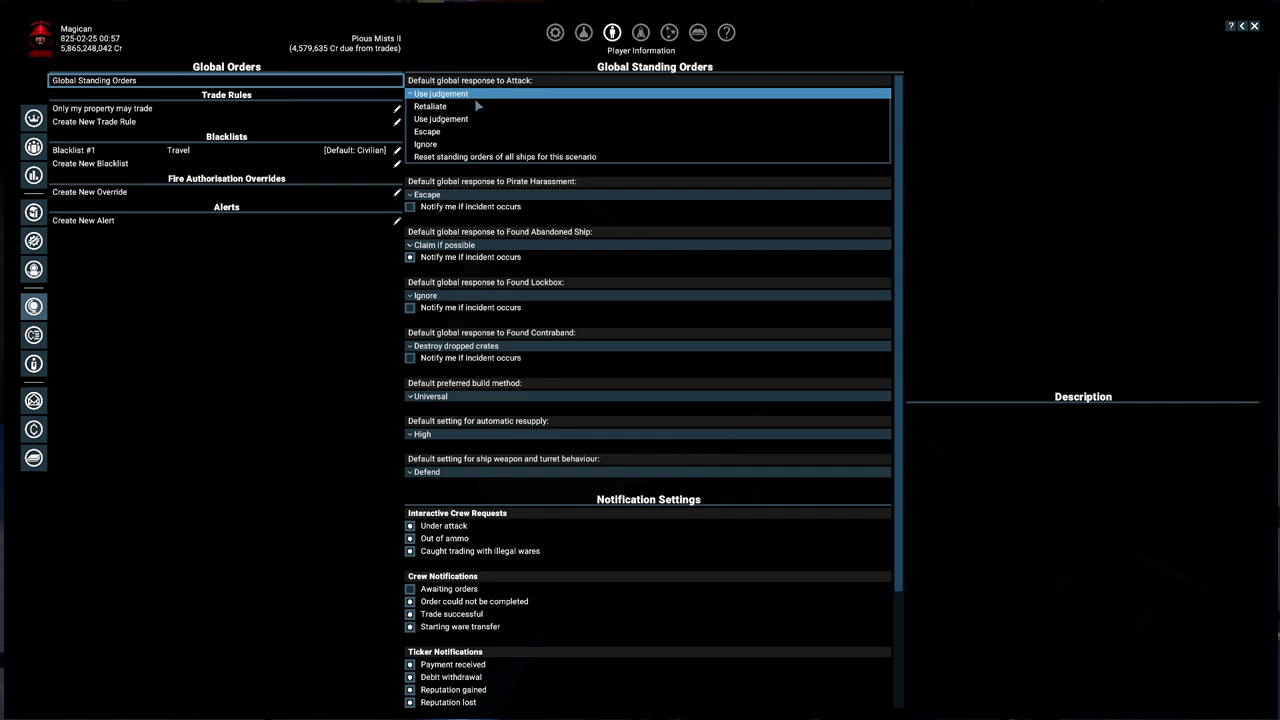 Magican
825-02-25 00:57
5,865,248,042 Cr
Pious Mists II
(4,579,635 Cr due from trades)
Player Information
Global Orders
Global Standing Orders
Trade Rules
Only my property may trade
Create New Trade Rule
Blacklists
Blacklist #1 Travel [Default: Civilian]
Create New Blacklist
Fire Authorisation Overrides
Create New Override
Alerts
Create New Alert
Global Standing Orders
Default global response to Attack:
Use judgement
Retaliate
Use judgement
Escape
Ignore
Reset standing orders of all ships for this scenario
Default global response to Pirate Harassment:
Escape
Notify me if incident occurs
Default global response to Found Abandoned Ship:
Claim if possible
Notify me if incident occurs
Default global response to Found Lockbox:
Ignore
Notify me if incident occurs
Default global response to Found Contraband:
Destroy dropped crates
Notify me if incident occurs
Default preferred build method:
Universal
Default setting for automatic resupply:
High
Default setting for ship weapon and turret behaviour:
Defend
Notification Settings
Interactive Crew Requests
Under attack
Out of ammo
Caught trading with illegal wares
Crew Notifications
Awaiting orders
Order could not be completed
Trade successful
Starting ware transfer
Ticker Notifications
Payment received
Debit withdrawal
Reputation gained
Reputation lost
Description